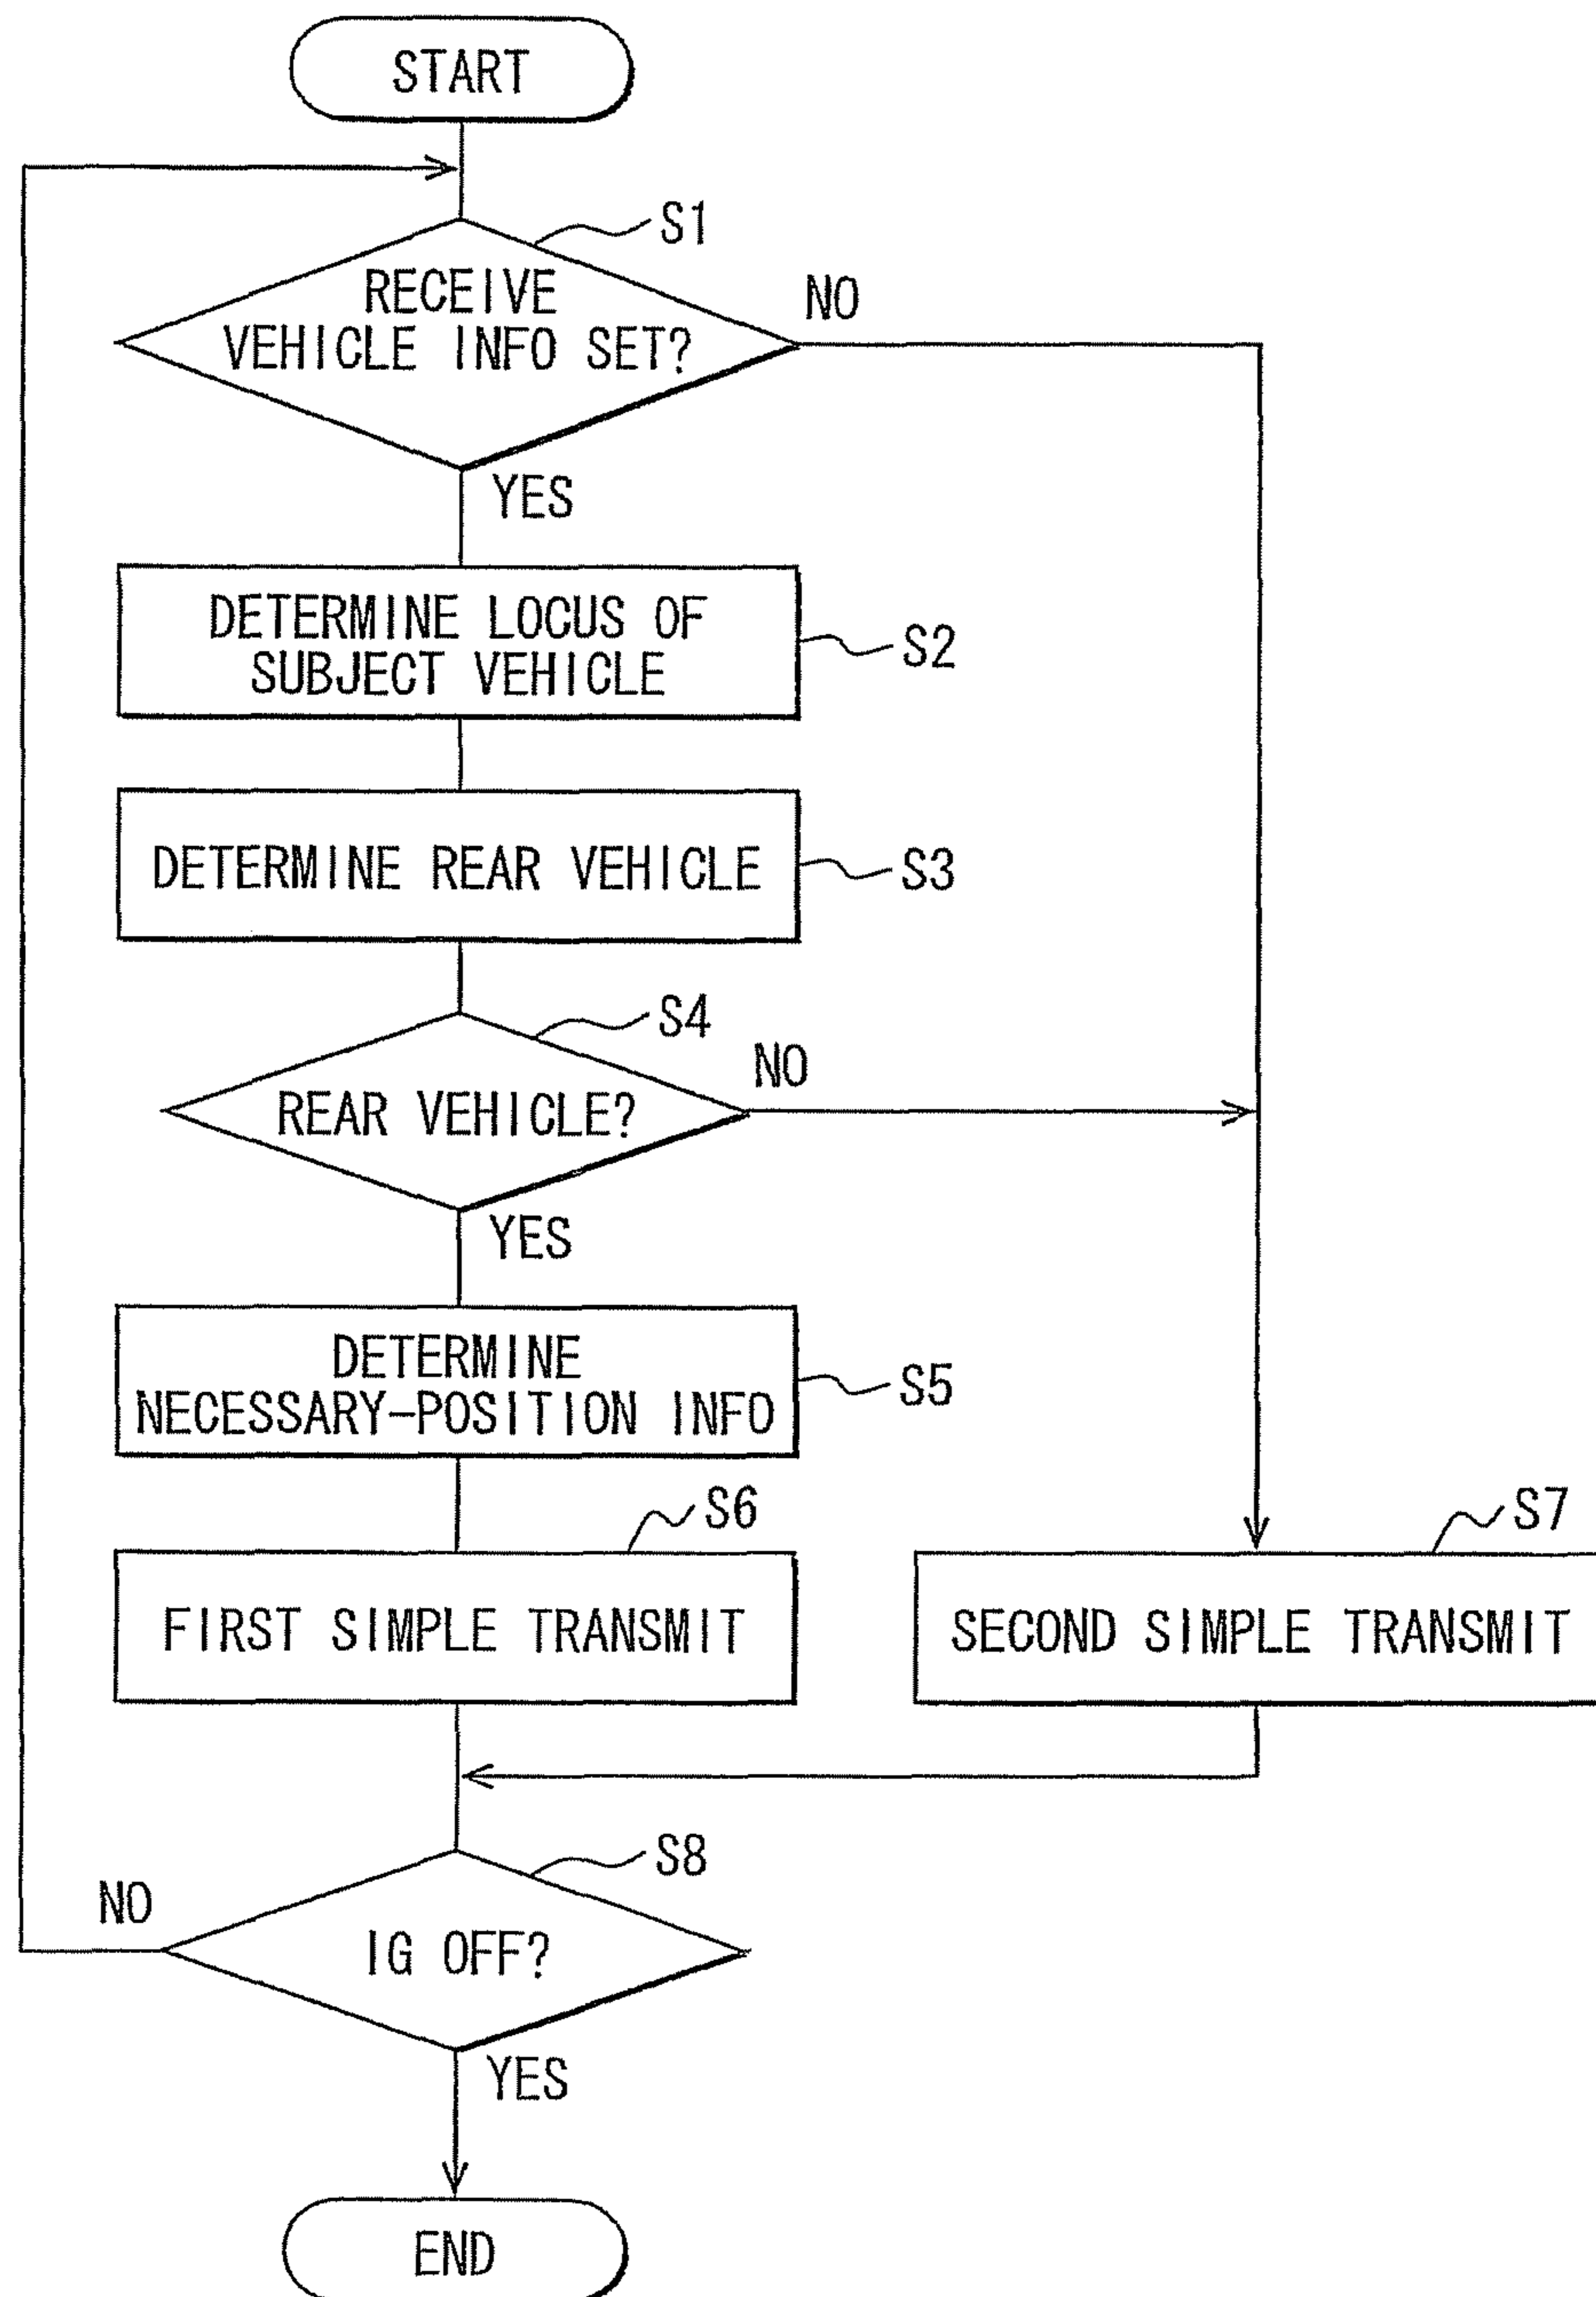 START
S1
RECEIVE
VEHICLE INFO SET?
NO
YES
DETERMINE LOCUS OF
SUBJECT VEHICLE
S2
DETERMINE REAR VEHICLE
S3
S4
REAR VEHICLE?
NO
YES
DETERMINE
NECESSARY-POSITION INFO
S5
S6
FIRST SIMPLE TRANSMIT
S7
SECOND SIMPLE TRANSMIT
S8
IG OFF?
NO
YES
END